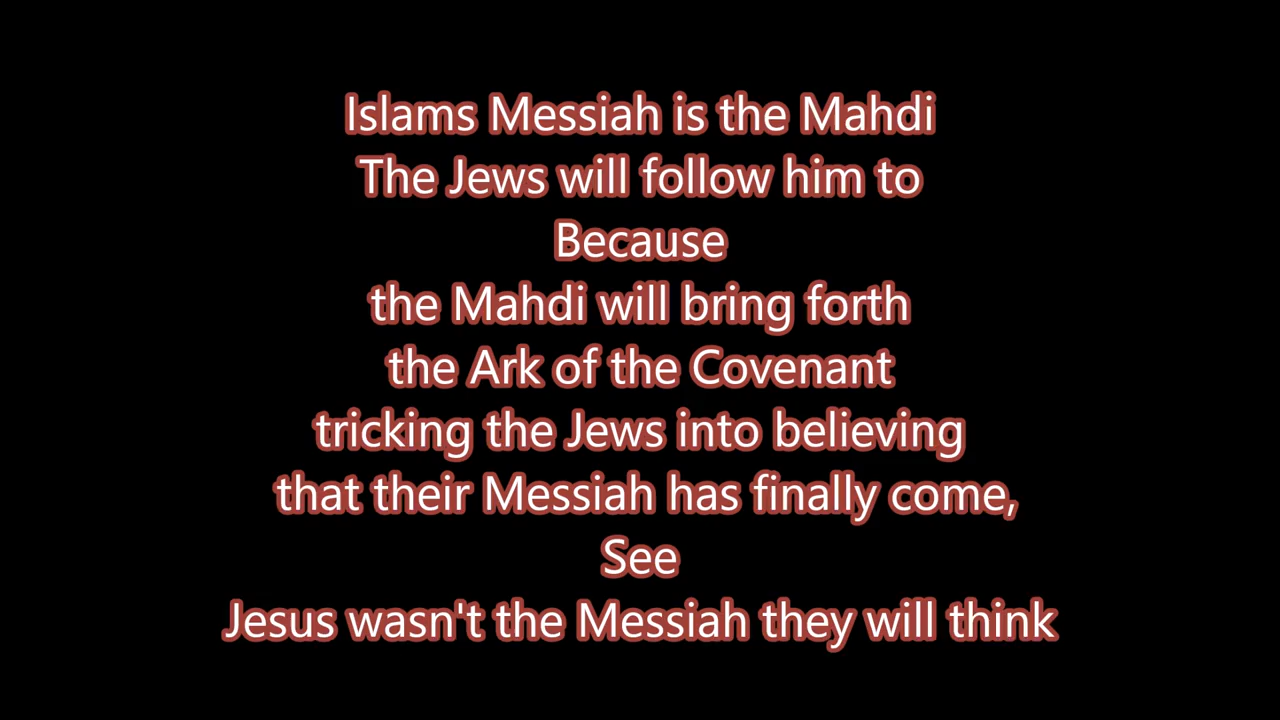 Islams Messiah is the Mahdi
The Jews will follow him to
Because
the Mahdi will bring forth
the Ark of the Covenant
tricking the Jews into believing
that their Messiah has finally come,
See
Jesus wasn't the Messiah they will think